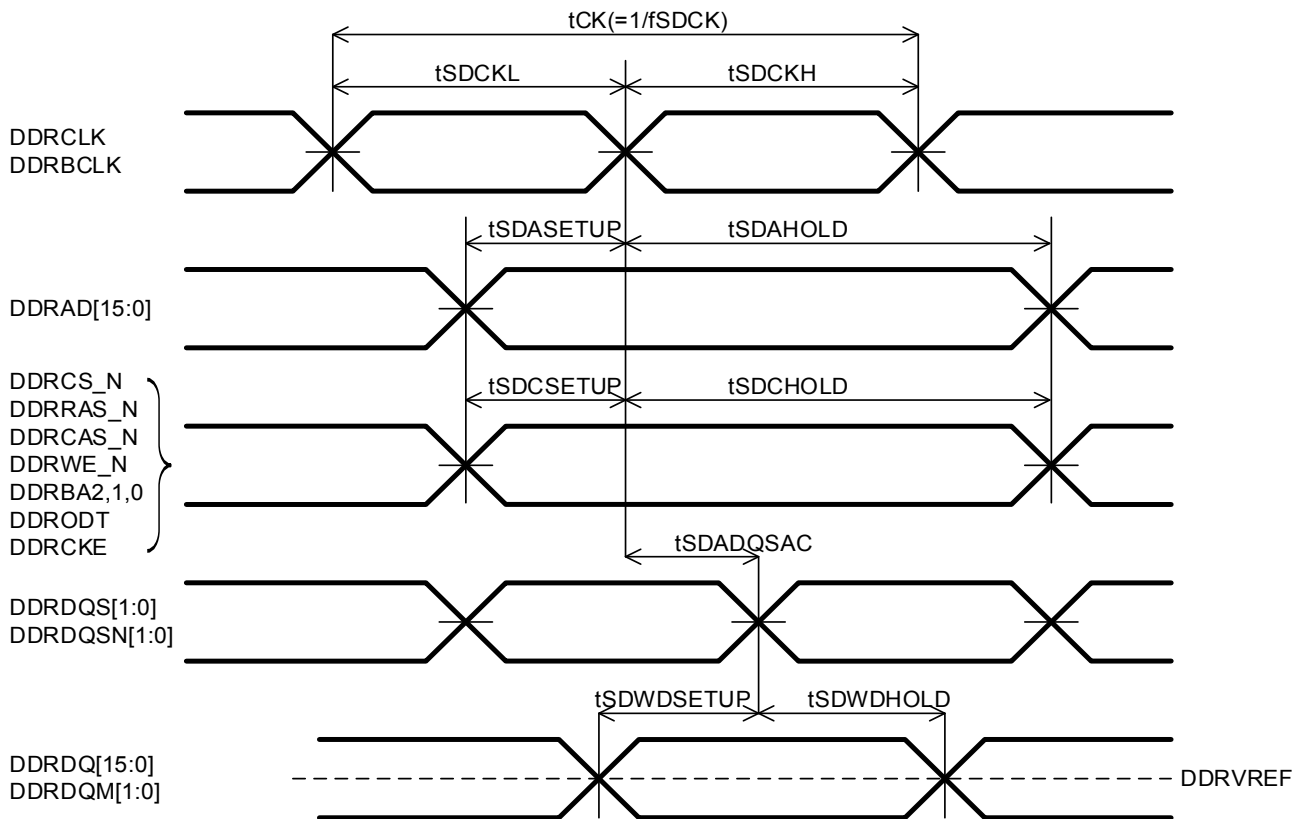 tCK(=1/fSDCK)
tSDCKL
tSDCKH
DDRCLK
DDRBCLK
tSDASETUP
tSDAHOLD
DDRAD[15:0]
DDRCS_N
DDRRAS_N
DDRCAS_N
DDRWE_N
DDRBA2,1,0
DDRODT
DDRCKE
tSDCSETUP
tSDCHOLD
tSDADQSAC
DDRDQS[1:0]
DDRDQSN[1:0]
tSDWDSETUP
tSDWDHOLD
DDRDQ[15:0]
DDRDQM[1:0]
DDRVREF